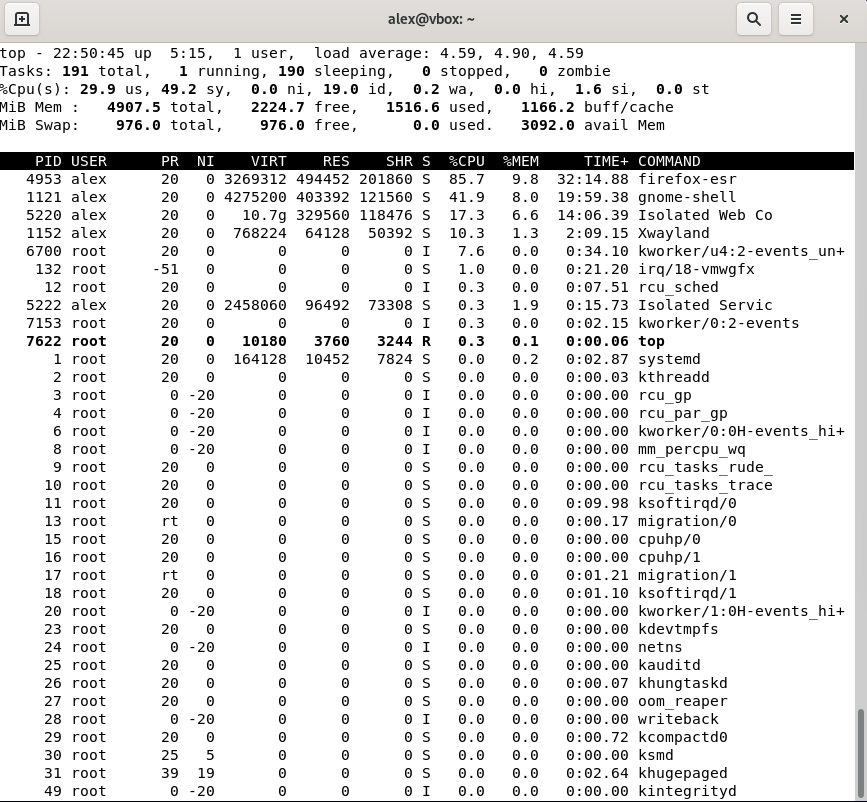 alex@vbox: ~
top - 22:50:45 up  5:15,  1 user,  load average: 4.59, 4.90, 4.59
Tasks: 191 total,   1 running, 190 sleeping,   0 stopped,   0 zombie
%Cpu(s): 29.9 us, 49.2 sy,  0.0 ni, 19.0 id,  0.2 wa,  0.0 hi,  1.6 si,  0.0 st
MiB Mem :   4907.5 total,   2224.7 free,   1516.6 used,   1166.2 buff/cache
MiB Swap:    976.0 total,    976.0 free,      0.0 used.   3092.0 avail Mem
PID USER      PR  NI    VIRT    RES    SHR S  %CPU  %MEM     TIME+ COMMAND
4953 alex      20   0 3269312 494452 201860 S  85.7   9.8  32:14.88 firefox-esr
1121 alex      20   0 4275200 403392 121560 S  41.9   8.0  19:59.38 gnome-shell
5220 alex      20   0   10.7g 329560 118476 S  17.3   6.6  14:06.39 Isolated Web Co
1152 alex      20   0  768224  64128  50392 S  10.3   1.3   2:09.15 Xwayland
6700 root      20   0       0      0      0 I   7.6   0.0   0:34.10 kworker/u4:2-events_un+
132 root     -51   0       0      0      0 S   1.0   0.0   0:21.20 irq/18-vmwgfx
12 root      20   0       0      0      0 I   0.3   0.0   0:07.51 rcu_sched
5222 alex      20   0 2458060  96492  73308 S   0.3   1.9   0:15.73 Isolated Servic
7153 root      20   0       0      0      0 I   0.3   0.0   0:02.15 kworker/0:2-events
7622 root      20   0   10180   3760   3244 R   0.3   0.1   0:00.06 top
1 root      20   0  164128  10452   7824 S   0.0   0.2   0:02.87 systemd
2 root      20   0       0      0      0 S   0.0   0.0   0:00.03 kthreadd
3 root       0 -20       0      0      0 I   0.0   0.0   0:00.00 rcu_gp
4 root       0 -20       0      0      0 I   0.0   0.0   0:00.00 rcu_par_gp
6 root       0 -20       0      0      0 I   0.0   0.0   0:00.00 kworker/0:0H-events_hi+
8 root       0 -20       0      0      0 I   0.0   0.0   0:00.00 mm_percpu_wq
9 root      20   0       0      0      0 S   0.0   0.0   0:00.00 rcu_tasks_rude_
10 root      20   0       0      0      0 S   0.0   0.0   0:00.00 rcu_tasks_trace
11 root      20   0       0      0      0 S   0.0   0.0   0:09.98 ksoftirqd/0
13 root      rt   0       0      0      0 S   0.0   0.0   0:00.17 migration/0
15 root      20   0       0      0      0 S   0.0   0.0   0:00.00 cpuhp/0
16 root      20   0       0      0      0 S   0.0   0.0   0:00.00 cpuhp/1
17 root      rt   0       0      0      0 S   0.0   0.0   0:01.21 migration/1
18 root      20   0       0      0      0 S   0.0   0.0   0:01.10 ksoftirqd/1
20 root       0 -20       0      0      0 I   0.0   0.0   0:00.00 kworker/1:0H-events_hi+
23 root      20   0       0      0      0 S   0.0   0.0   0:00.00 kdevtmpfs
24 root       0 -20       0      0      0 I   0.0   0.0   0:00.00 netns
25 root      20   0       0      0      0 S   0.0   0.0   0:00.00 kauditd
26 root      20   0       0      0      0 S   0.0   0.0   0:00.07 khungtaskd
27 root      20   0       0      0      0 S   0.0   0.0   0:00.00 oom_reaper
28 root       0 -20       0      0      0 I   0.0   0.0   0:00.00 writeback
29 root      20   0       0      0      0 S   0.0   0.0   0:00.72 kcompactd0
30 root      25   5       0      0      0 S   0.0   0.0   0:00.00 ksmd
31 root      39  19       0      0      0 S   0.0   0.0   0:02.64 khugepaged
49 root       0 -20       0      0      0 I   0.0   0.0   0:00.00 kintegrityd